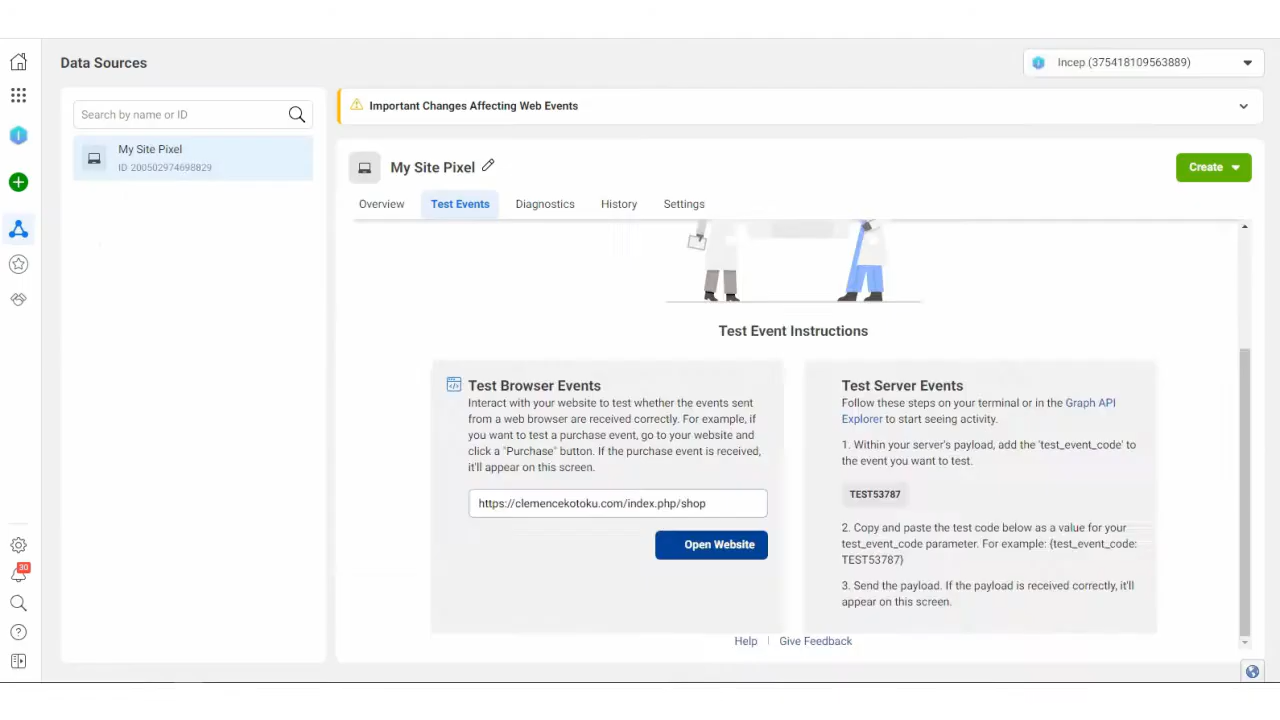 Data Sources
Incep (375418109563889)
Search by name or ID
My Site Pixel
ID 200502974698829
Important Changes Affecting Web Events
My Site Pixel
Create
Overview
Test Events
Diagnostics
History
Settings
Test Event Instructions
Test Browser Events
Interact with your website to test whether the events sent
from a web browser are received correctly. For example, if
you want to test a purchase event, go to your website and
click a "Purchase" button. If the purchase event is received,
it'll appear on this screen.
https://clemencekotoku.com/index.php/shop
Open Website
Test Server Events
Follow these steps on your terminal or in the Graph API
Explorer to start seeing activity.
1. Within your server's payload, add the 'test_event_code' to
the event you want to test.
TEST53787
2. Copy and paste the test code below as a value for your
test_event_code parameter. For example: {test_event_code:
TEST53787}
3. Send the payload. If the payload is received correctly, it'll
appear on this screen.
Help
Give Feedback
30